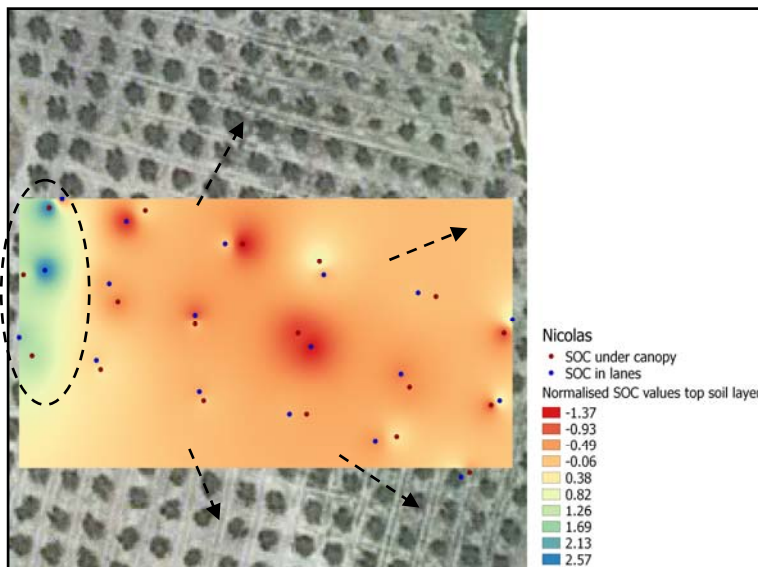 Nicolas
SOC under canopy
SOC in lanes
Normalised SOC values top soil layer
-1.37
-0.93
-0.49
-0.06
0.38
0.82
1.26
1.69
2.13
2.57